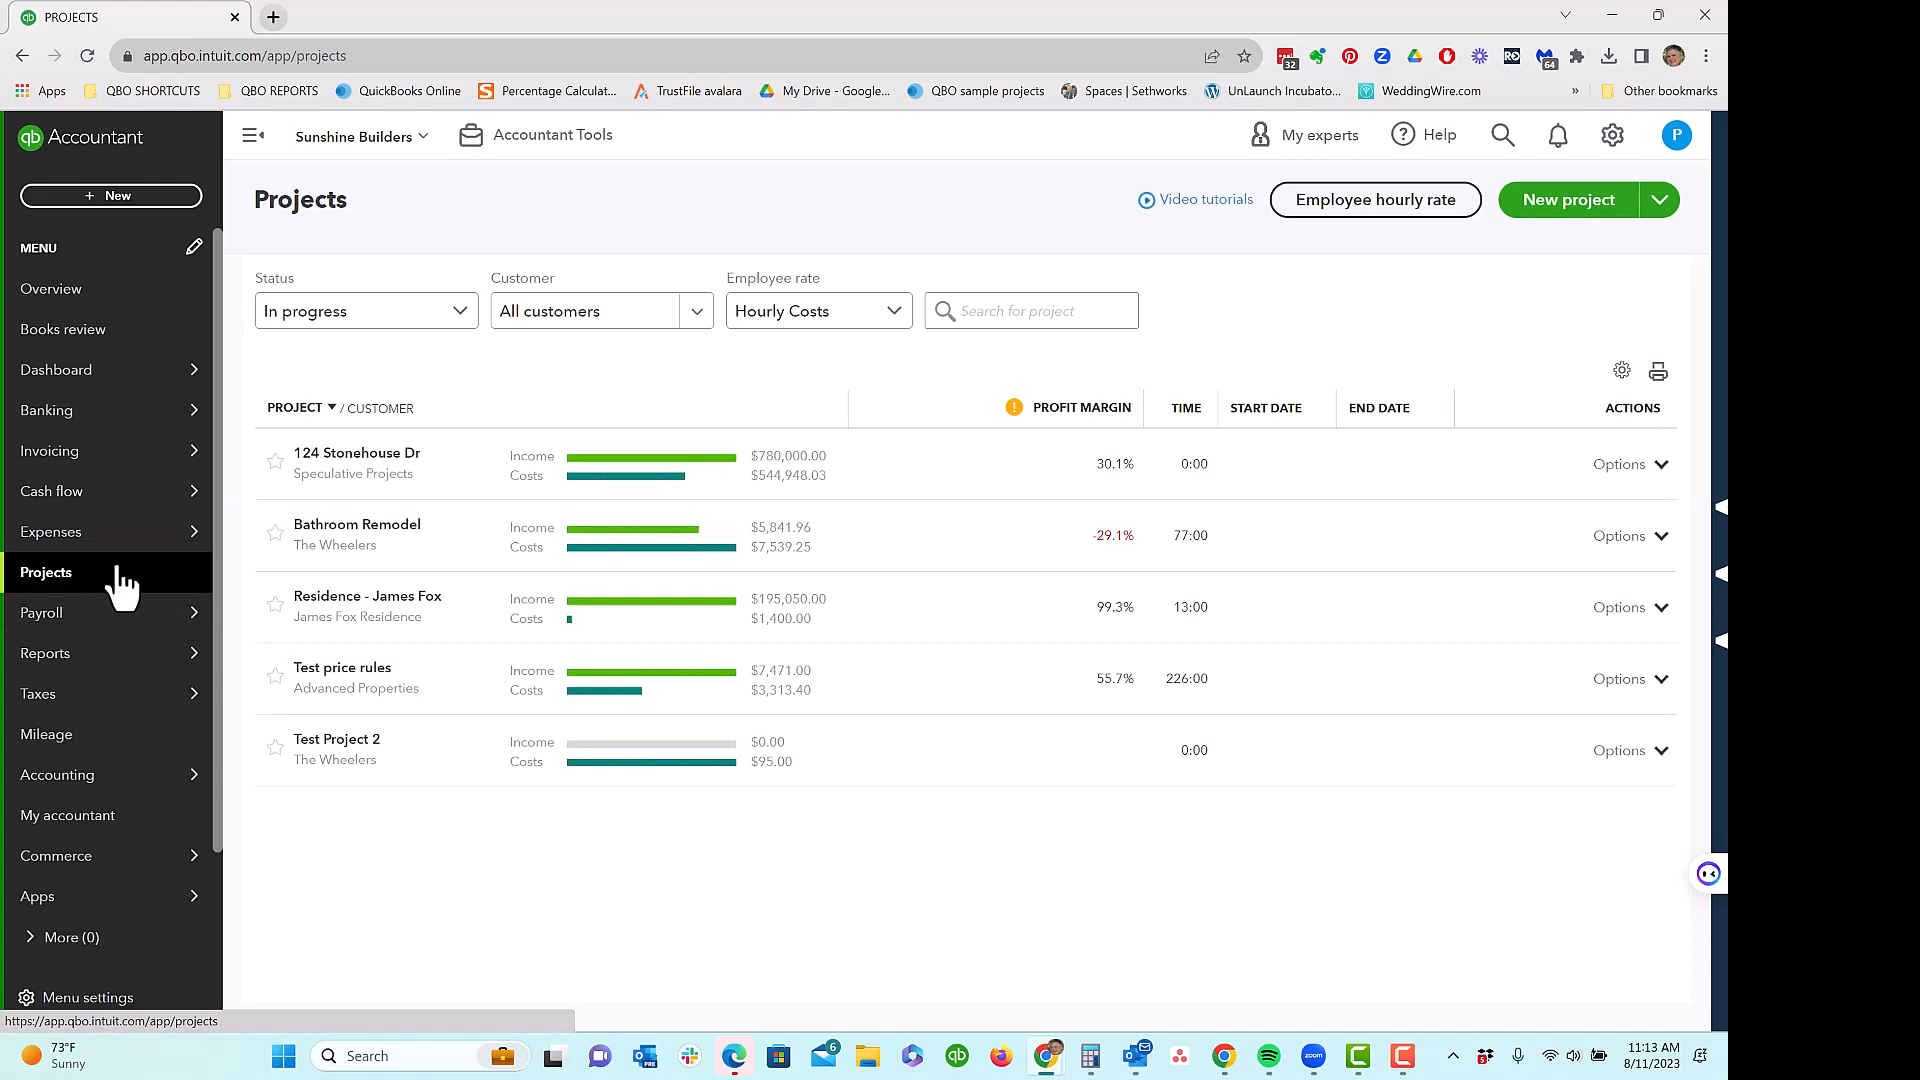 PROJECTS
app.qbo.intuit.com/app/projects
32
64
Apps
QBO SHORTCUTS
QBO REPORTS
QuickBooks Online
Percentage Calculat...
TrustFile avalara
My Drive - Google...
QBO sample projects
Spaces | Sethworks
UnLaunch Incubato...
WeddingWire.com
»
Other bookmarks
qb Accountant
Sunshine Builders
Accountant Tools
My experts
Help
P
+ New
Projects
Video tutorials
Employee hourly rate
New project
MENU
Overview
Books review
Dashboard
Banking
Invoicing
Cash flow
Expenses
Projects
Payroll
Reports
Taxes
Mileage
Accounting
My accountant
Commerce
Apps
More (0)
Menu settings
https://app.qbo.intuit.com/app/projects
Status
Customer
Employee rate
In progress
All customers
Hourly Costs
Search for project
PROJECT / CUSTOMER
PROFIT MARGIN
TIME
START DATE
END DATE
ACTIONS
124 Stonehouse Dr
Speculative Projects
Income $780,000.00
Costs $544,948.03
30.1%
0:00
Options
Bathroom Remodel
The Wheelers
Income $5,841.96
Costs $7,539.25
-29.1%
77:00
Options
Residence - James Fox
James Fox Residence
Income $195,050.00
Costs $1,400.00
99.3%
13:00
Options
Test price rules
Advanced Properties
Income $7,471.00
Costs $3,313.40
55.7%
226:00
Options
Test Project 2
The Wheelers
Income $0.00
Costs $95.00
0:00
Options
73°F
Sunny
Search
PRE
6
qb
zoom
11:13 AM
8/11/2023